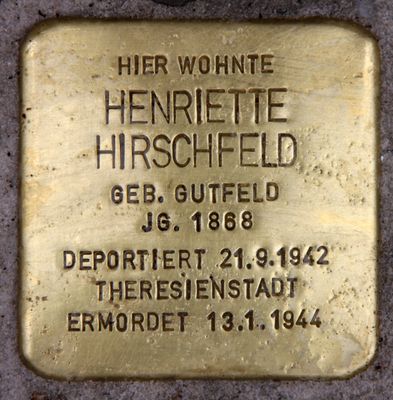 HIER WOHNTE
HENRIETTE
HIRSCHFELD
GEB. GUTFELD
JG. 1868
DEPORTIERT 21.9.1942
THERESIENSTADT
ERMORDET 13.1.1944